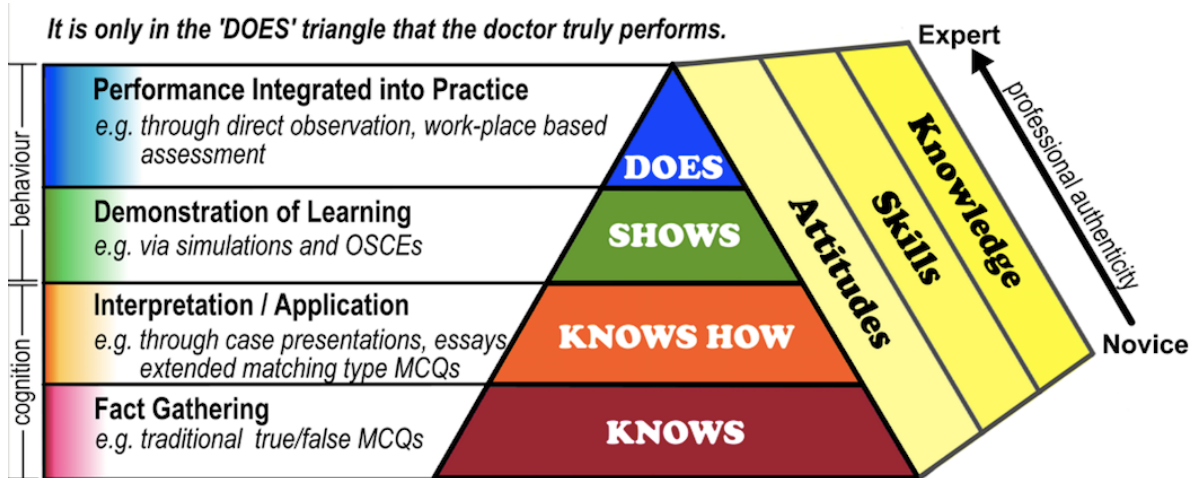 It is only in the 'DOES' triangle that the doctor truly performs.
Expert
professional authenticity
Novice
behaviour
cognition
Performance Integrated into Practice
e.g. through direct observation, work-place based
assessment
DOES
Demonstration of Learning
e.g. via simulations and OSCEs
SHOWS
Interpretation / Application
e.g. through case presentations, essays
extended matching type MCQs
KNOWS HOW
Fact Gathering
e.g. traditional true/false MCQs
KNOWS
Attitudes
Skills
Knowledge